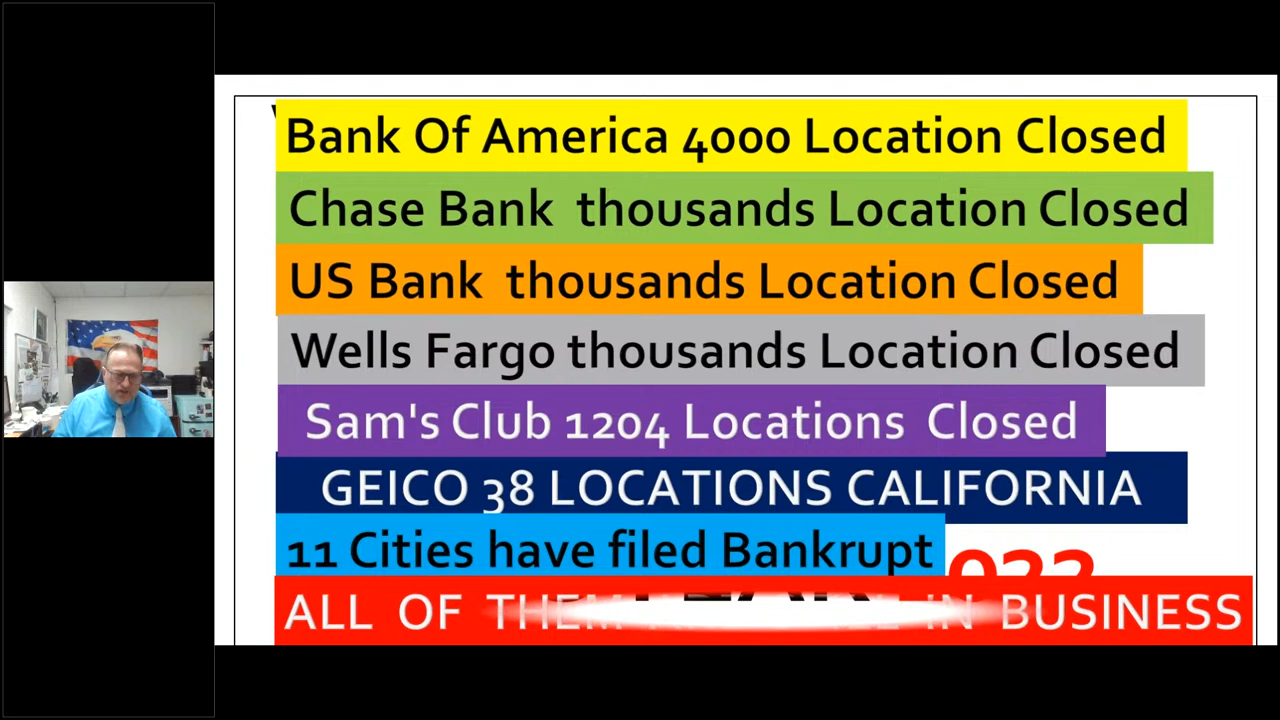 Bank Of America 4000 Location Closed
Chase Bank thousands Location Closed
US Bank thousands Location Closed
Wells Fargo thousands Location Closed
Sam's Club 1204 Locations Closed
GEICO 38 LOCATIONS CALIFORNIA
11 Cities have filed Bankrupt
ALL OF THEM IN BUSINESS